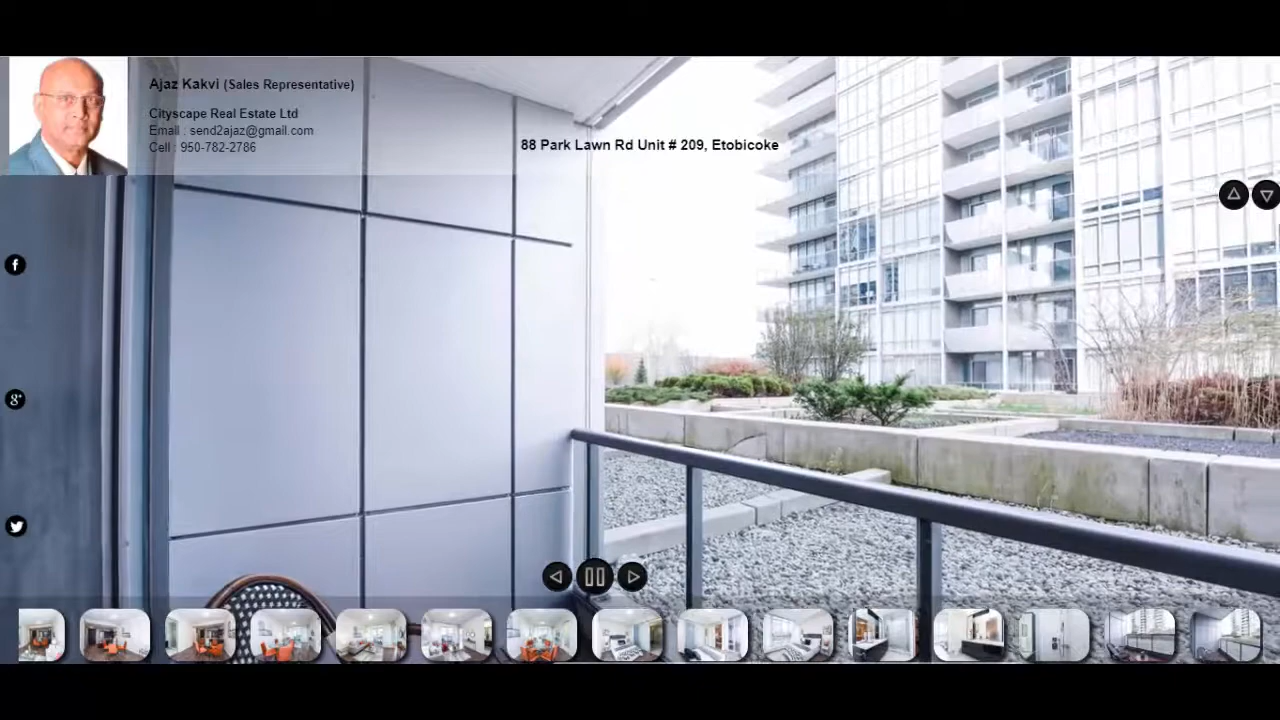 Ajaz Kakvi (Sales Representative)
Cityscape Real Estate Ltd
Email : send2ajaz@gmail.com
Cell : 950-782-2786
88 Park Lawn Rd Unit # 209, Etobicoke